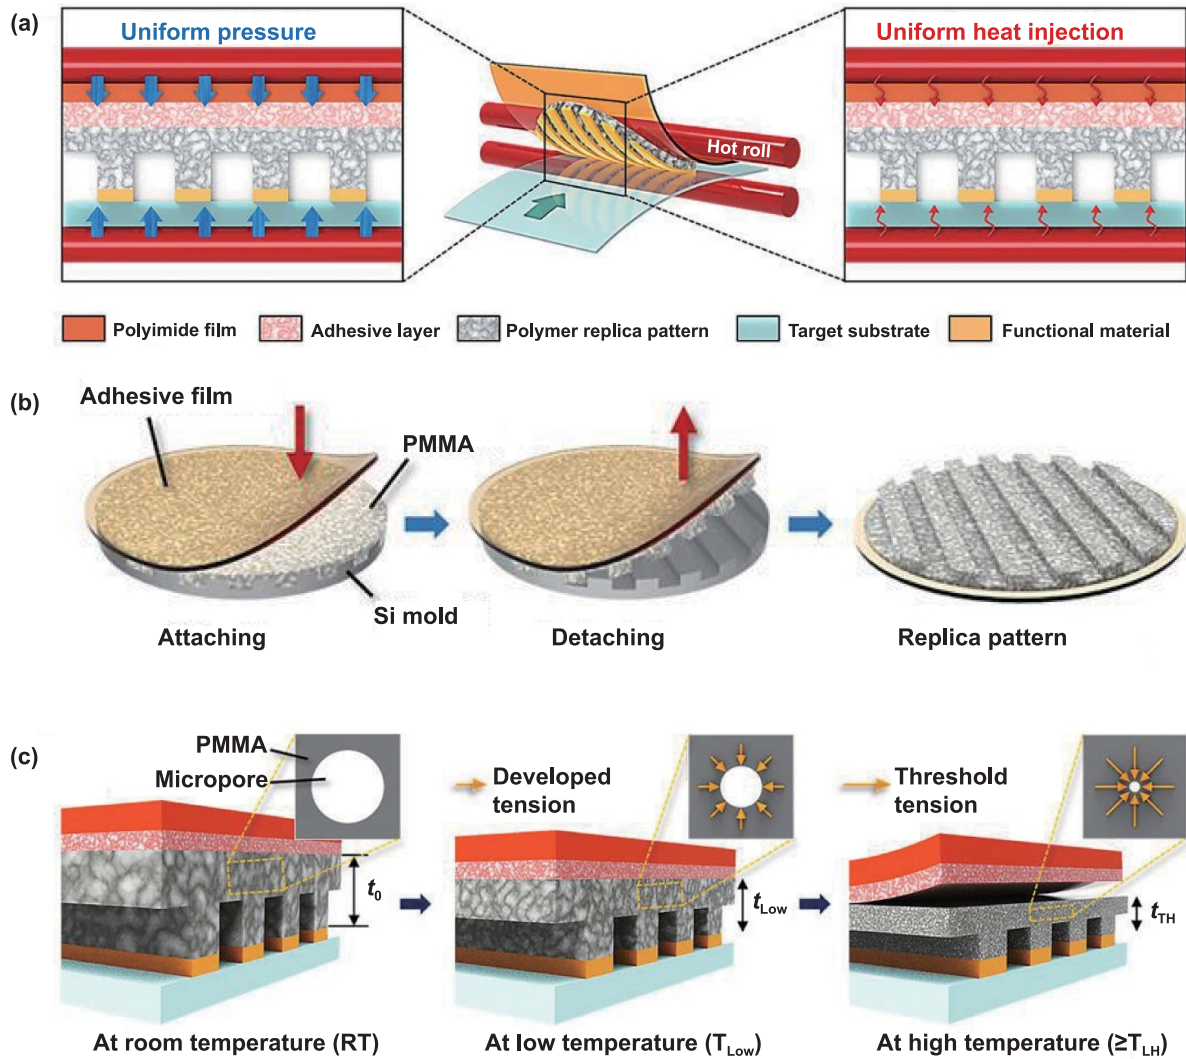 (a)
Uniform pressure
Uniform heat injection
Hot roll
Polyimide film
Adhesive layer
Polymer replica pattern
Target substrate
Functional material
(b)
Adhesive film
PMMA
Si mold
Attaching
Detaching
Replica pattern
(c)
PMMA
Micropore
Developed
tension
Threshold
tension
t0
tLow
tTH
At room temperature (RT)
At low temperature (TLow)
At high temperature (≥TLH)